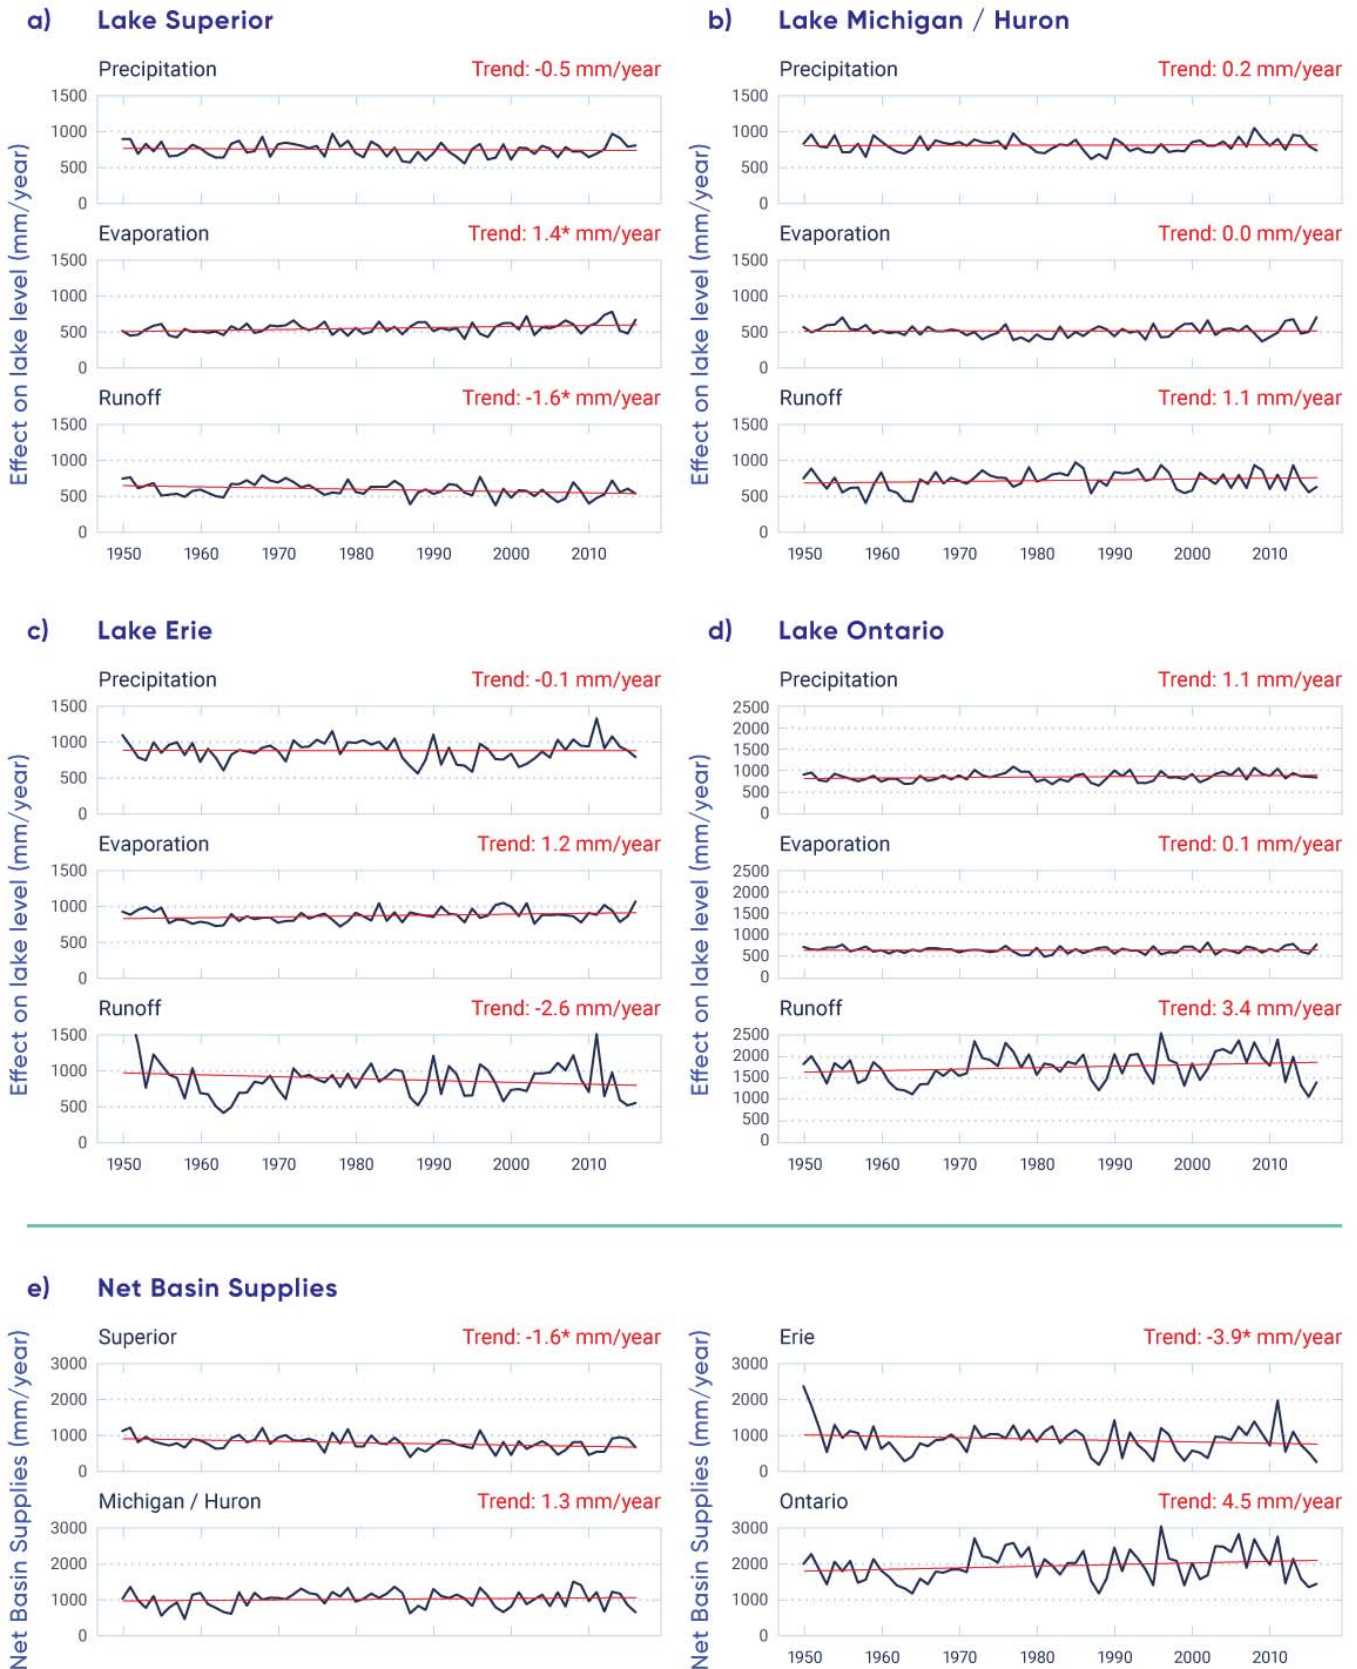 a) Lake Superior
Precipitation Trend: -0.5 mm/year
1500
1000
500
0
Evaporation Trend: 1.4* mm/year
1500
1000
500
0
Runoff Trend: -1.6* mm/year
1500
1000
500
0
1950 1960 1970 1980 1990 2000 2010
Effect on lake level (mm/year)
b) Lake Michigan / Huron
Precipitation Trend: 0.2 mm/year
1500
1000
500
0
Evaporation Trend: 0.0 mm/year
1500
1000
500
0
Runoff Trend: 1.1 mm/year
1500
1000
500
0
1950 1960 1970 1980 1990 2000 2010
Effect on lake level (mm/year)
c) Lake Erie
Precipitation Trend: -0.1 mm/year
1500
1000
500
0
Evaporation Trend: 1.2 mm/year
1500
1000
500
0
Runoff Trend: -2.6 mm/year
1500
1000
500
0
1950 1960 1970 1980 1990 2000 2010
Effect on lake level (mm/year)
d) Lake Ontario
Precipitation Trend: 1.1 mm/year
2500
2000
1500
1000
500
0
Evaporation Trend: 0.1 mm/year
2500
2000
1500
1000
500
0
Runoff Trend: 3.4 mm/year
2500
2000
1500
1000
500
0
1950 1960 1970 1980 1990 2000 2010
Effect on lake level (mm/year)
e) Net Basin Supplies
Superior Trend: -1.6* mm/year
3000
2000
1000
0
Michigan / Huron Trend: 1.3 mm/year
3000
2000
1000
0
Net Basin Supplies (mm/year)
Erie Trend: -3.9* mm/year
3000
2000
1000
0
Ontario Trend: 4.5 mm/year
3000
2000
1000
0
1950 1960 1970 1980 1990 2000 2010
Net Basin Supplies (mm/year)